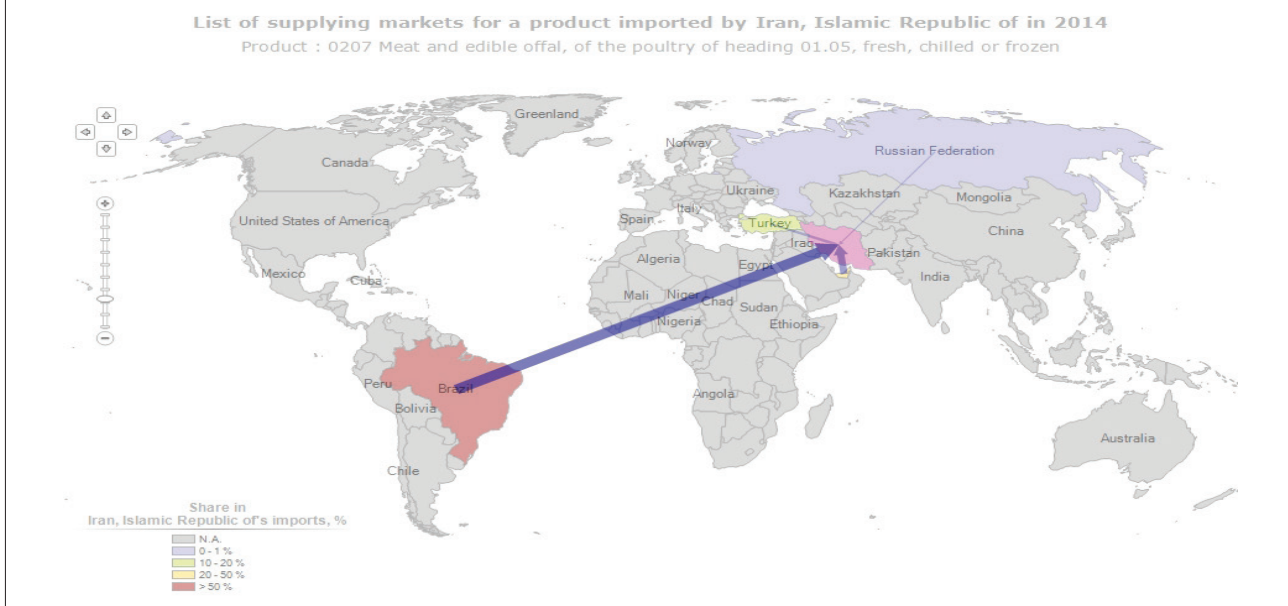 List of supplying markets for a product imported by Iran, Islamic Republic of in 2014
Product : 0207 Meat and edible offal, of the poultry of heading 01.05, fresh, chilled or frozen
Greenland
Norway
Russian Federation
Canada
Ukraine
Kazakhstan
Mongolia
United States of America
Spain
Italy
Turkey
China
Iraq
Pakistan
Algeria
Egypt
India
Mexico
Cuba
Mali
Niger
Chad
Sudan
Nigeria
Ethiopia
Peru
Brazil
Angola
Bolivia
Australia
Chile
Share in
Iran, Islamic Republic of's imports, %
N.A.
0 - 1 %
10 - 20 %
20 - 50 %
> 50 %